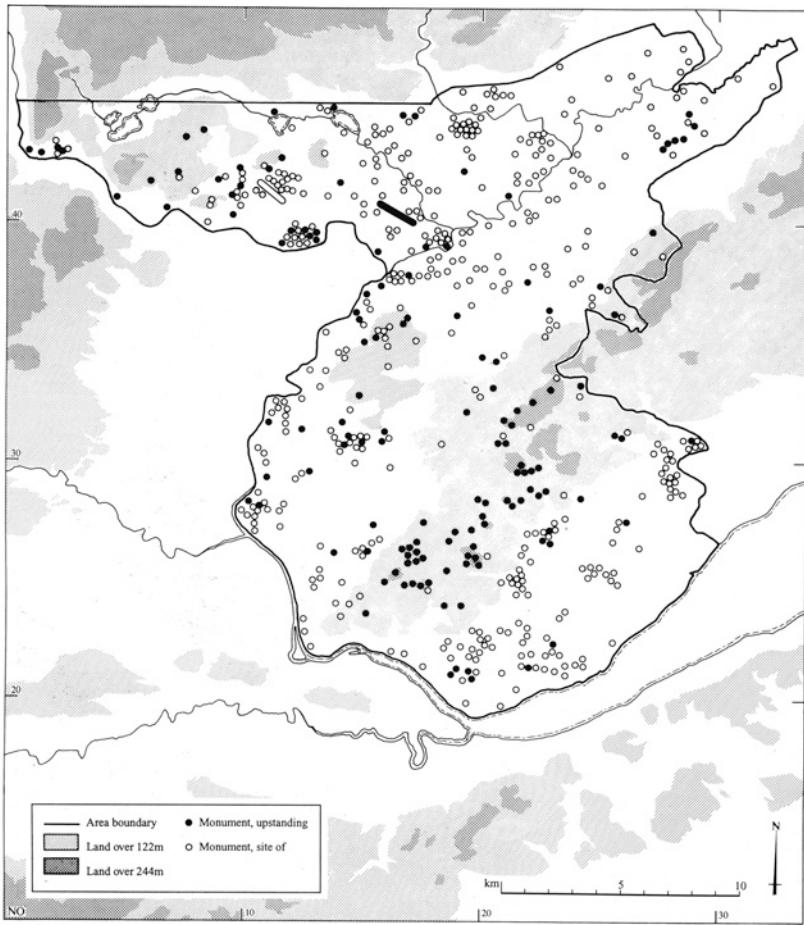 40
30
20
Area boundary
Monument, upstanding
Land over 122m
Monument, site of
Land over 244m
N
km
5
10
NO
10
20
30